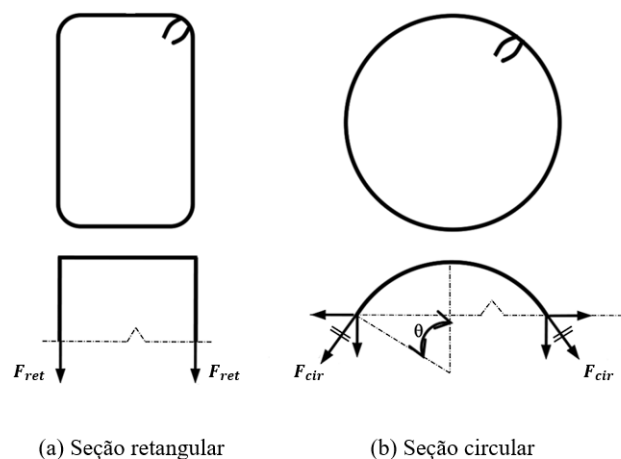 θ
F_ret F_ret F_cir F_cir
(a) Seção retangular (b) Seção circular